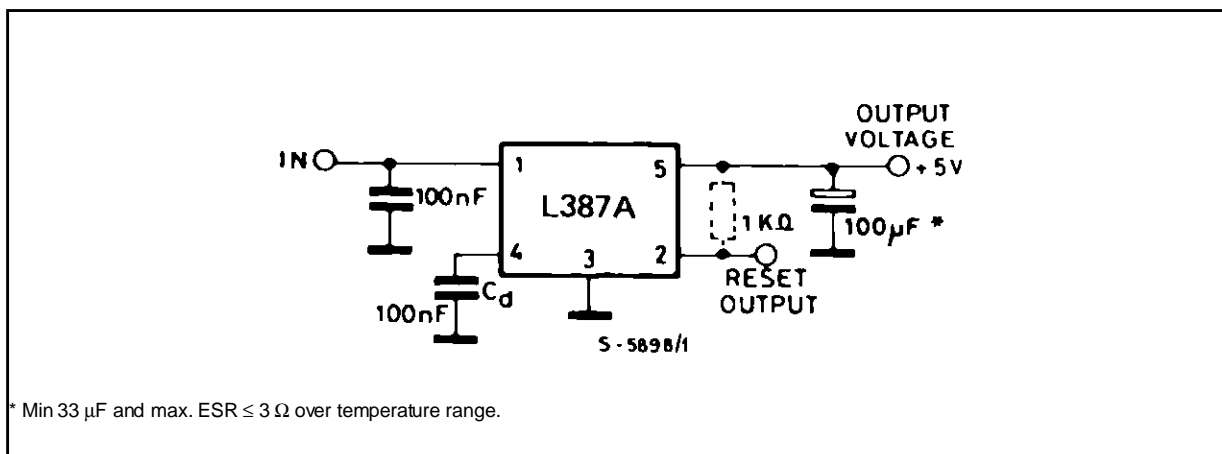 OUTPUT
VOLTAGE
IN
1
5
+5V
100nF
L387A
1KΩ
100µF *
4
3
2
Cd
RESET
OUTPUT
100nF
S-5898/1
* Min 33 µF and max. ESR ≤ 3 Ω over temperature range.